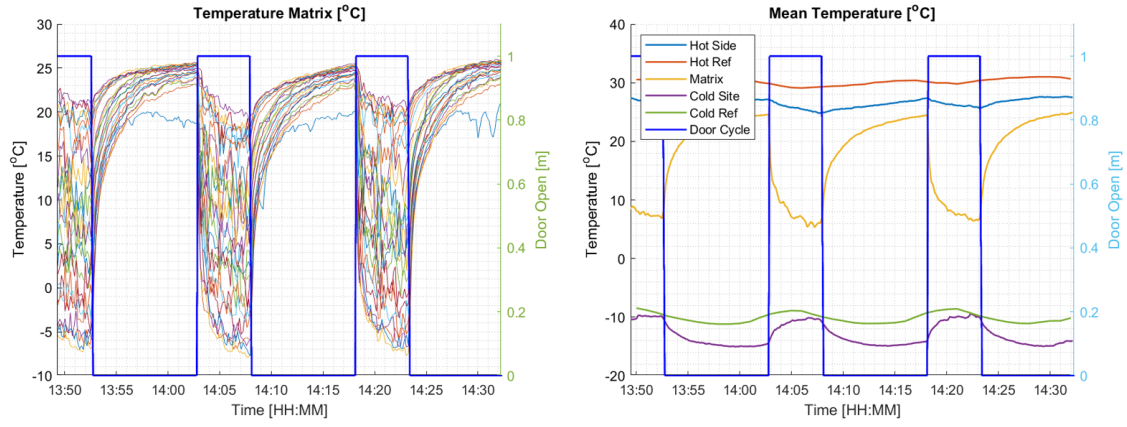 Temperature Matrix [°C]
30
25
20
15
10
5
0
-5
-10
Temperature [°C]
1
0.8
0.6
0.4
0.2
0
Door Open [m]
13:50 13:55 14:00 14:05 14:10 14:15 14:20 14:25 14:30
Time [HH:MM]
Mean Temperature [°C]
40
30
20
10
0
-10
-20
Temperature [°C]
Hot Side
Hot Ref
Matrix
Cold Site
Cold Ref
Door Cycle
1
0.8
0.6
0.4
0.2
0
Door Open [m]
13:50 13:55 14:00 14:05 14:10 14:15 14:20 14:25 14:30
Time [HH:MM]